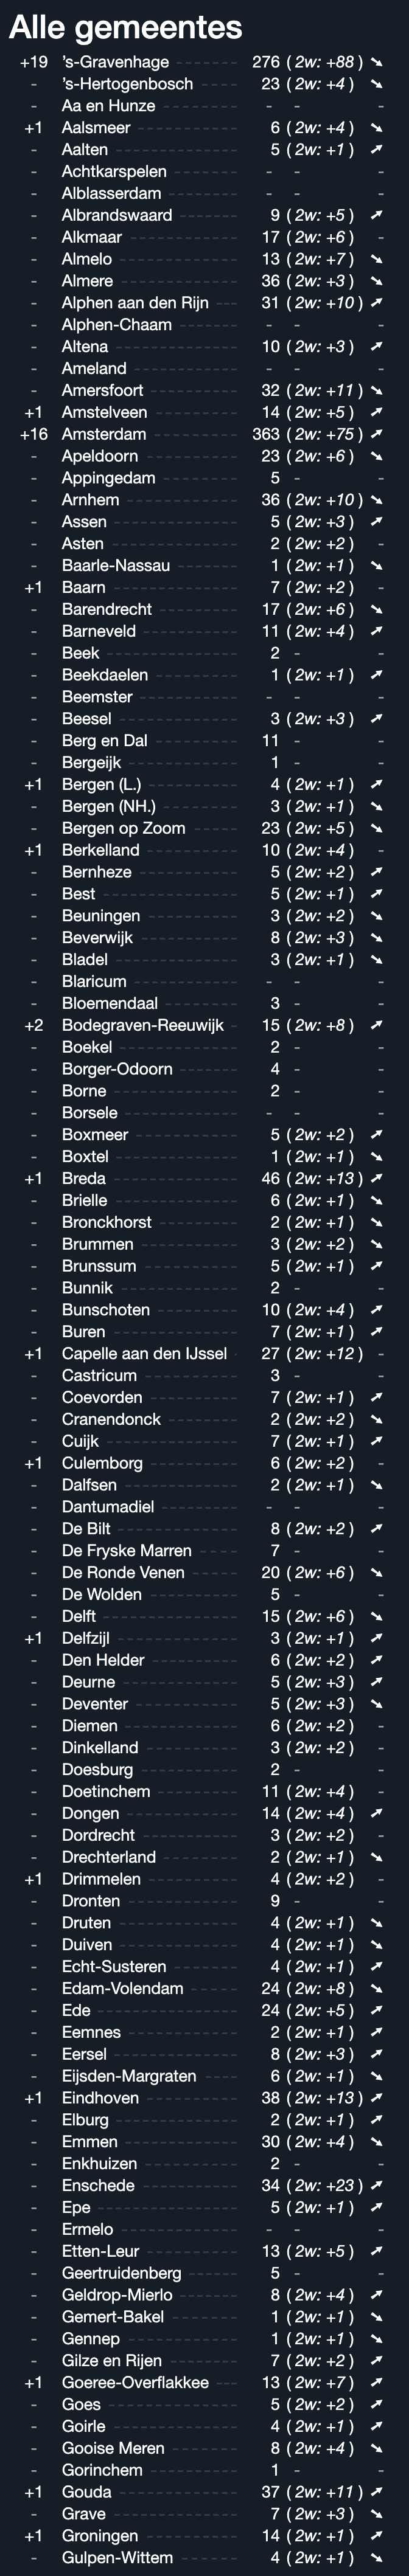 Alle gemeentes
+19 ’s-Gravenhage 276 ( 2w: +88 ) ↘
- ’s-Hertogenbosch 23 ( 2w: +4 ) ↘
- Aa en Hunze - - -
+1 Aalsmeer 6 ( 2w: +4 ) ↘
- Aalten 5 ( 2w: +1 ) ↗
- Achtkarspelen - - -
- Alblasserdam - - -
- Albrandswaard 9 ( 2w: +5 ) ↗
- Alkmaar 17 ( 2w: +6 ) -
- Almelo 13 ( 2w: +7 ) ↘
- Almere 36 ( 2w: +3 ) ↘
- Alphen aan den Rijn 31 ( 2w: +10 ) ↗
- Alphen-Chaam - - -
- Altena 10 ( 2w: +3 ) ↗
- Ameland - - -
- Amersfoort 32 ( 2w: +11 ) ↘
+1 Amstelveen 14 ( 2w: +5 ) ↗
+16 Amsterdam 363 ( 2w: +75 ) ↗
- Apeldoorn 23 ( 2w: +6 ) ↘
- Appingedam 5 - -
- Arnhem 36 ( 2w: +10 ) ↘
- Assen 5 ( 2w: +3 ) ↗
- Asten 2 ( 2w: +2 ) -
- Baarle-Nassau 1 ( 2w: +1 ) ↘
+1 Baarn 7 ( 2w: +2 ) -
- Barendrecht 17 ( 2w: +6 ) ↘
- Barneveld 11 ( 2w: +4 ) ↗
- Beek 2 - -
- Beekdaelen 1 ( 2w: +1 ) ↗
- Beemster - - -
- Beesel 3 ( 2w: +3 ) ↗
- Berg en Dal 11 - -
- Bergeijk 1 - -
+1 Bergen (L.) 4 ( 2w: +1 ) ↗
- Bergen (NH.) 3 ( 2w: +1 ) ↘
- Bergen op Zoom 23 ( 2w: +5 ) ↘
+1 Berkelland 10 ( 2w: +4 ) -
- Bernheze 5 ( 2w: +2 ) ↗
- Best 5 ( 2w: +1 ) ↗
- Beuningen 3 ( 2w: +2 ) ↘
- Beverwijk 8 ( 2w: +3 ) ↘
- Bladel 3 ( 2w: +1 ) ↘
- Blaricum - - -
- Bloemendaal 3 - -
+2 Bodegraven-Reeuwijk 15 ( 2w: +8 ) ↗
- Boekel 2 - -
- Borger-Odoorn 4 - -
- Borne 2 - -
- Borsele - - -
- Boxmeer 5 ( 2w: +2 ) ↗
- Boxtel 1 ( 2w: +1 ) ↘
+1 Breda 46 ( 2w: +13 ) ↗
- Brielle 6 ( 2w: +1 ) ↘
- Bronckhorst 2 ( 2w: +1 ) ↘
- Brummen 3 ( 2w: +2 ) ↘
- Brunssum 5 ( 2w: +1 ) ↗
- Bunnik 2 - -
- Bunschoten 10 ( 2w: +4 ) ↗
- Buren 7 ( 2w: +1 ) ↗
+1 Capelle aan den IJssel 27 ( 2w: +12 ) -
- Castricum 3 - -
- Coevorden 7 ( 2w: +1 ) ↗
- Cranendonck 2 ( 2w: +2 ) ↘
- Cuijk 7 ( 2w: +1 ) ↗
+1 Culemborg 6 ( 2w: +2 ) -
- Dalfsen 2 ( 2w: +1 ) ↘
- Dantumadiel - - -
- De Bilt 8 ( 2w: +2 ) ↗
- De Fryske Marren 7 - -
- De Ronde Venen 20 ( 2w: +6 ) ↘
- De Wolden 5 - -
- Delft 15 ( 2w: +6 ) ↘
+1 Delfzijl 3 ( 2w: +1 ) ↗
- Den Helder 6 ( 2w: +2 ) ↗
- Deurne 5 ( 2w: +3 ) ↗
- Deventer 5 ( 2w: +3 ) ↘
- Diemen 6 ( 2w: +2 ) -
- Dinkelland 3 ( 2w: +2 ) -
- Doesburg 2 - -
- Doetinchem 11 ( 2w: +4 ) -
- Dongen 14 ( 2w: +4 ) ↗
- Dordrecht 3 ( 2w: +2 ) -
- Drechterland 2 ( 2w: +1 ) ↘
+1 Drimmelen 4 ( 2w: +2 ) -
- Dronten 9 - -
- Druten 4 ( 2w: +1 ) ↘
- Duiven 4 ( 2w: +1 ) ↘
- Echt-Susteren 4 ( 2w: +1 ) ↗
- Edam-Volendam 24 ( 2w: +8 ) ↘
- Ede 24 ( 2w: +5 ) ↗
- Eemnes 2 ( 2w: +1 ) ↗
- Eersel 8 ( 2w: +3 ) ↗
- Eijsden-Margraten 6 ( 2w: +1 ) ↘
+1 Eindhoven 38 ( 2w: +13 ) ↗
- Elburg 2 ( 2w: +1 ) ↗
- Emmen 30 ( 2w: +4 ) ↘
- Enkhuizen 2 - -
- Enschede 34 ( 2w: +23 ) ↗
- Epe 5 ( 2w: +1 ) ↗
- Ermelo - - -
- Etten-Leur 13 ( 2w: +5 ) ↗
- Geertruidenberg 5 - -
- Geldrop-Mierlo 8 ( 2w: +4 ) ↗
- Gemert-Bakel 1 ( 2w: +1 ) ↘
- Gennep 1 ( 2w: +1 ) ↘
- Gilze en Rijen 7 ( 2w: +2 ) ↗
+1 Goeree-Overflakkee 13 ( 2w: +7 ) ↗
- Goes 5 ( 2w: +2 ) ↗
- Goirle 4 ( 2w: +1 ) ↗
- Gooise Meren 8 ( 2w: +4 ) ↘
- Gorinchem 1 - -
+1 Gouda 37 ( 2w: +11 ) ↗
- Grave 7 ( 2w: +3 ) ↘
+1 Groningen 14 ( 2w: +1 ) ↗
- Gulpen-Wittem 4 ( 2w: +1 ) ↘